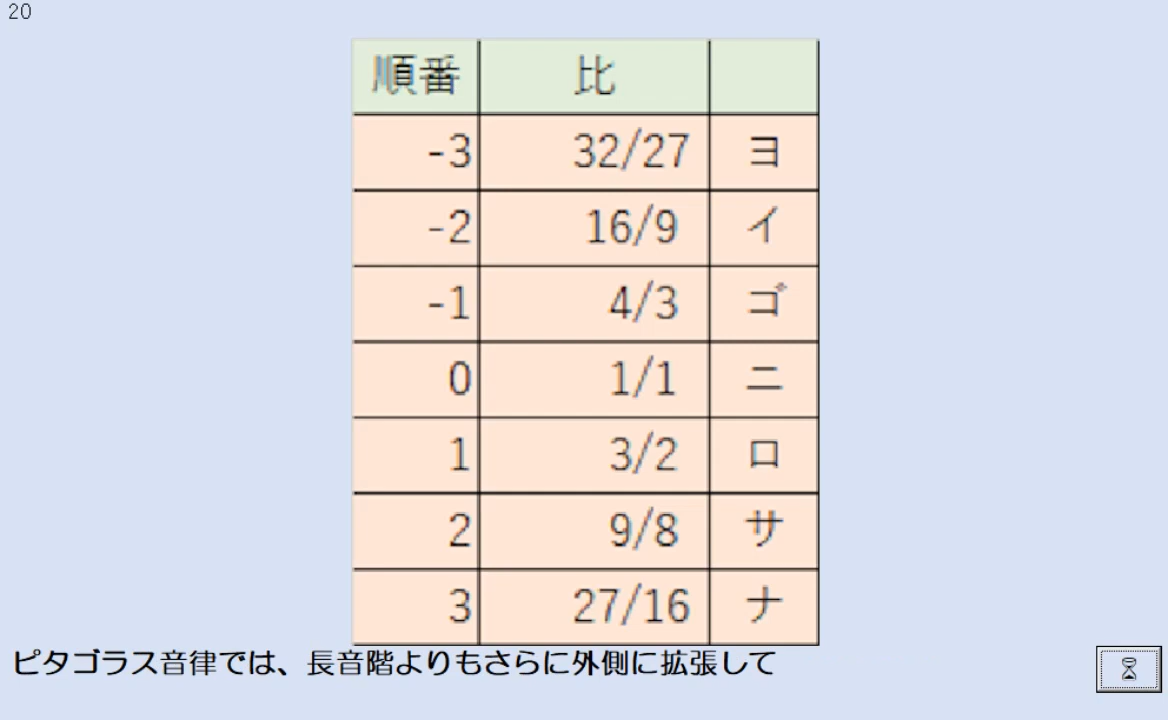 20
順番 比
-3 32/27 ヨ
-2 16/9 イ
-1 4/3 ゴ
0 1/1 ニ
1 3/2 ロ
2 9/8 サ
3 27/16 ナ
ピタゴラス音律では、長音階よりもさらに外側に拡張して